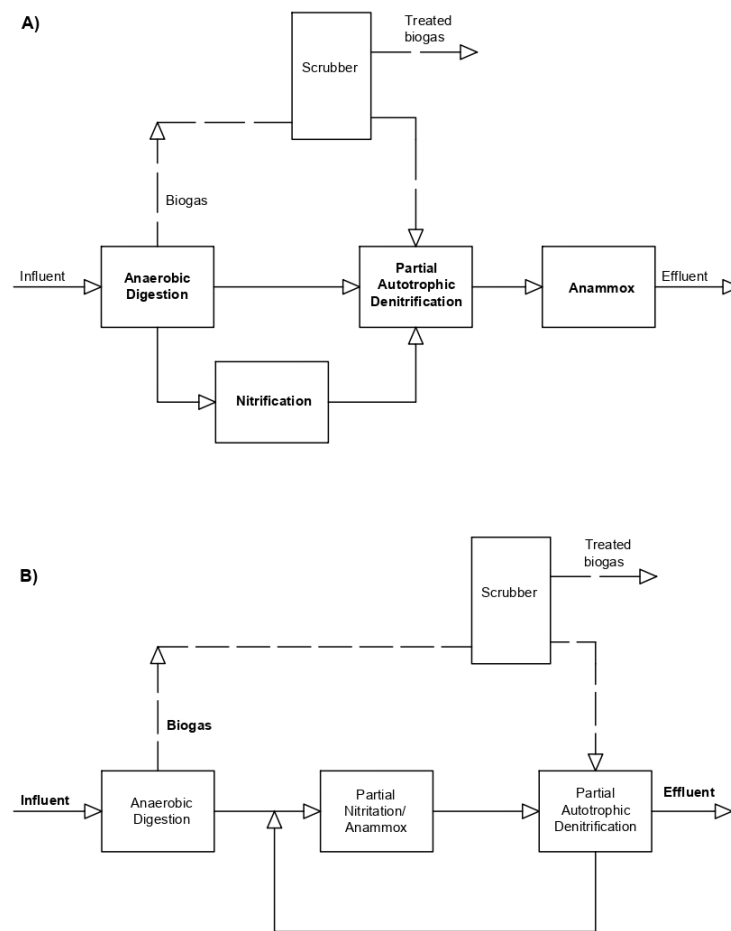 A)
Treated
biogas
Scrubber
Biogas
Influent
Anaerobic
Digestion
Partial
Autotrophic
Denitrification
Anammox
Effluent
Nitrification
B)
Treated
biogas
Scrubber
Biogas
Influent
Anaerobic
Digestion
Partial
Nitritation/
Anammox
Partial
Autotrophic
Denitrification
Effluent